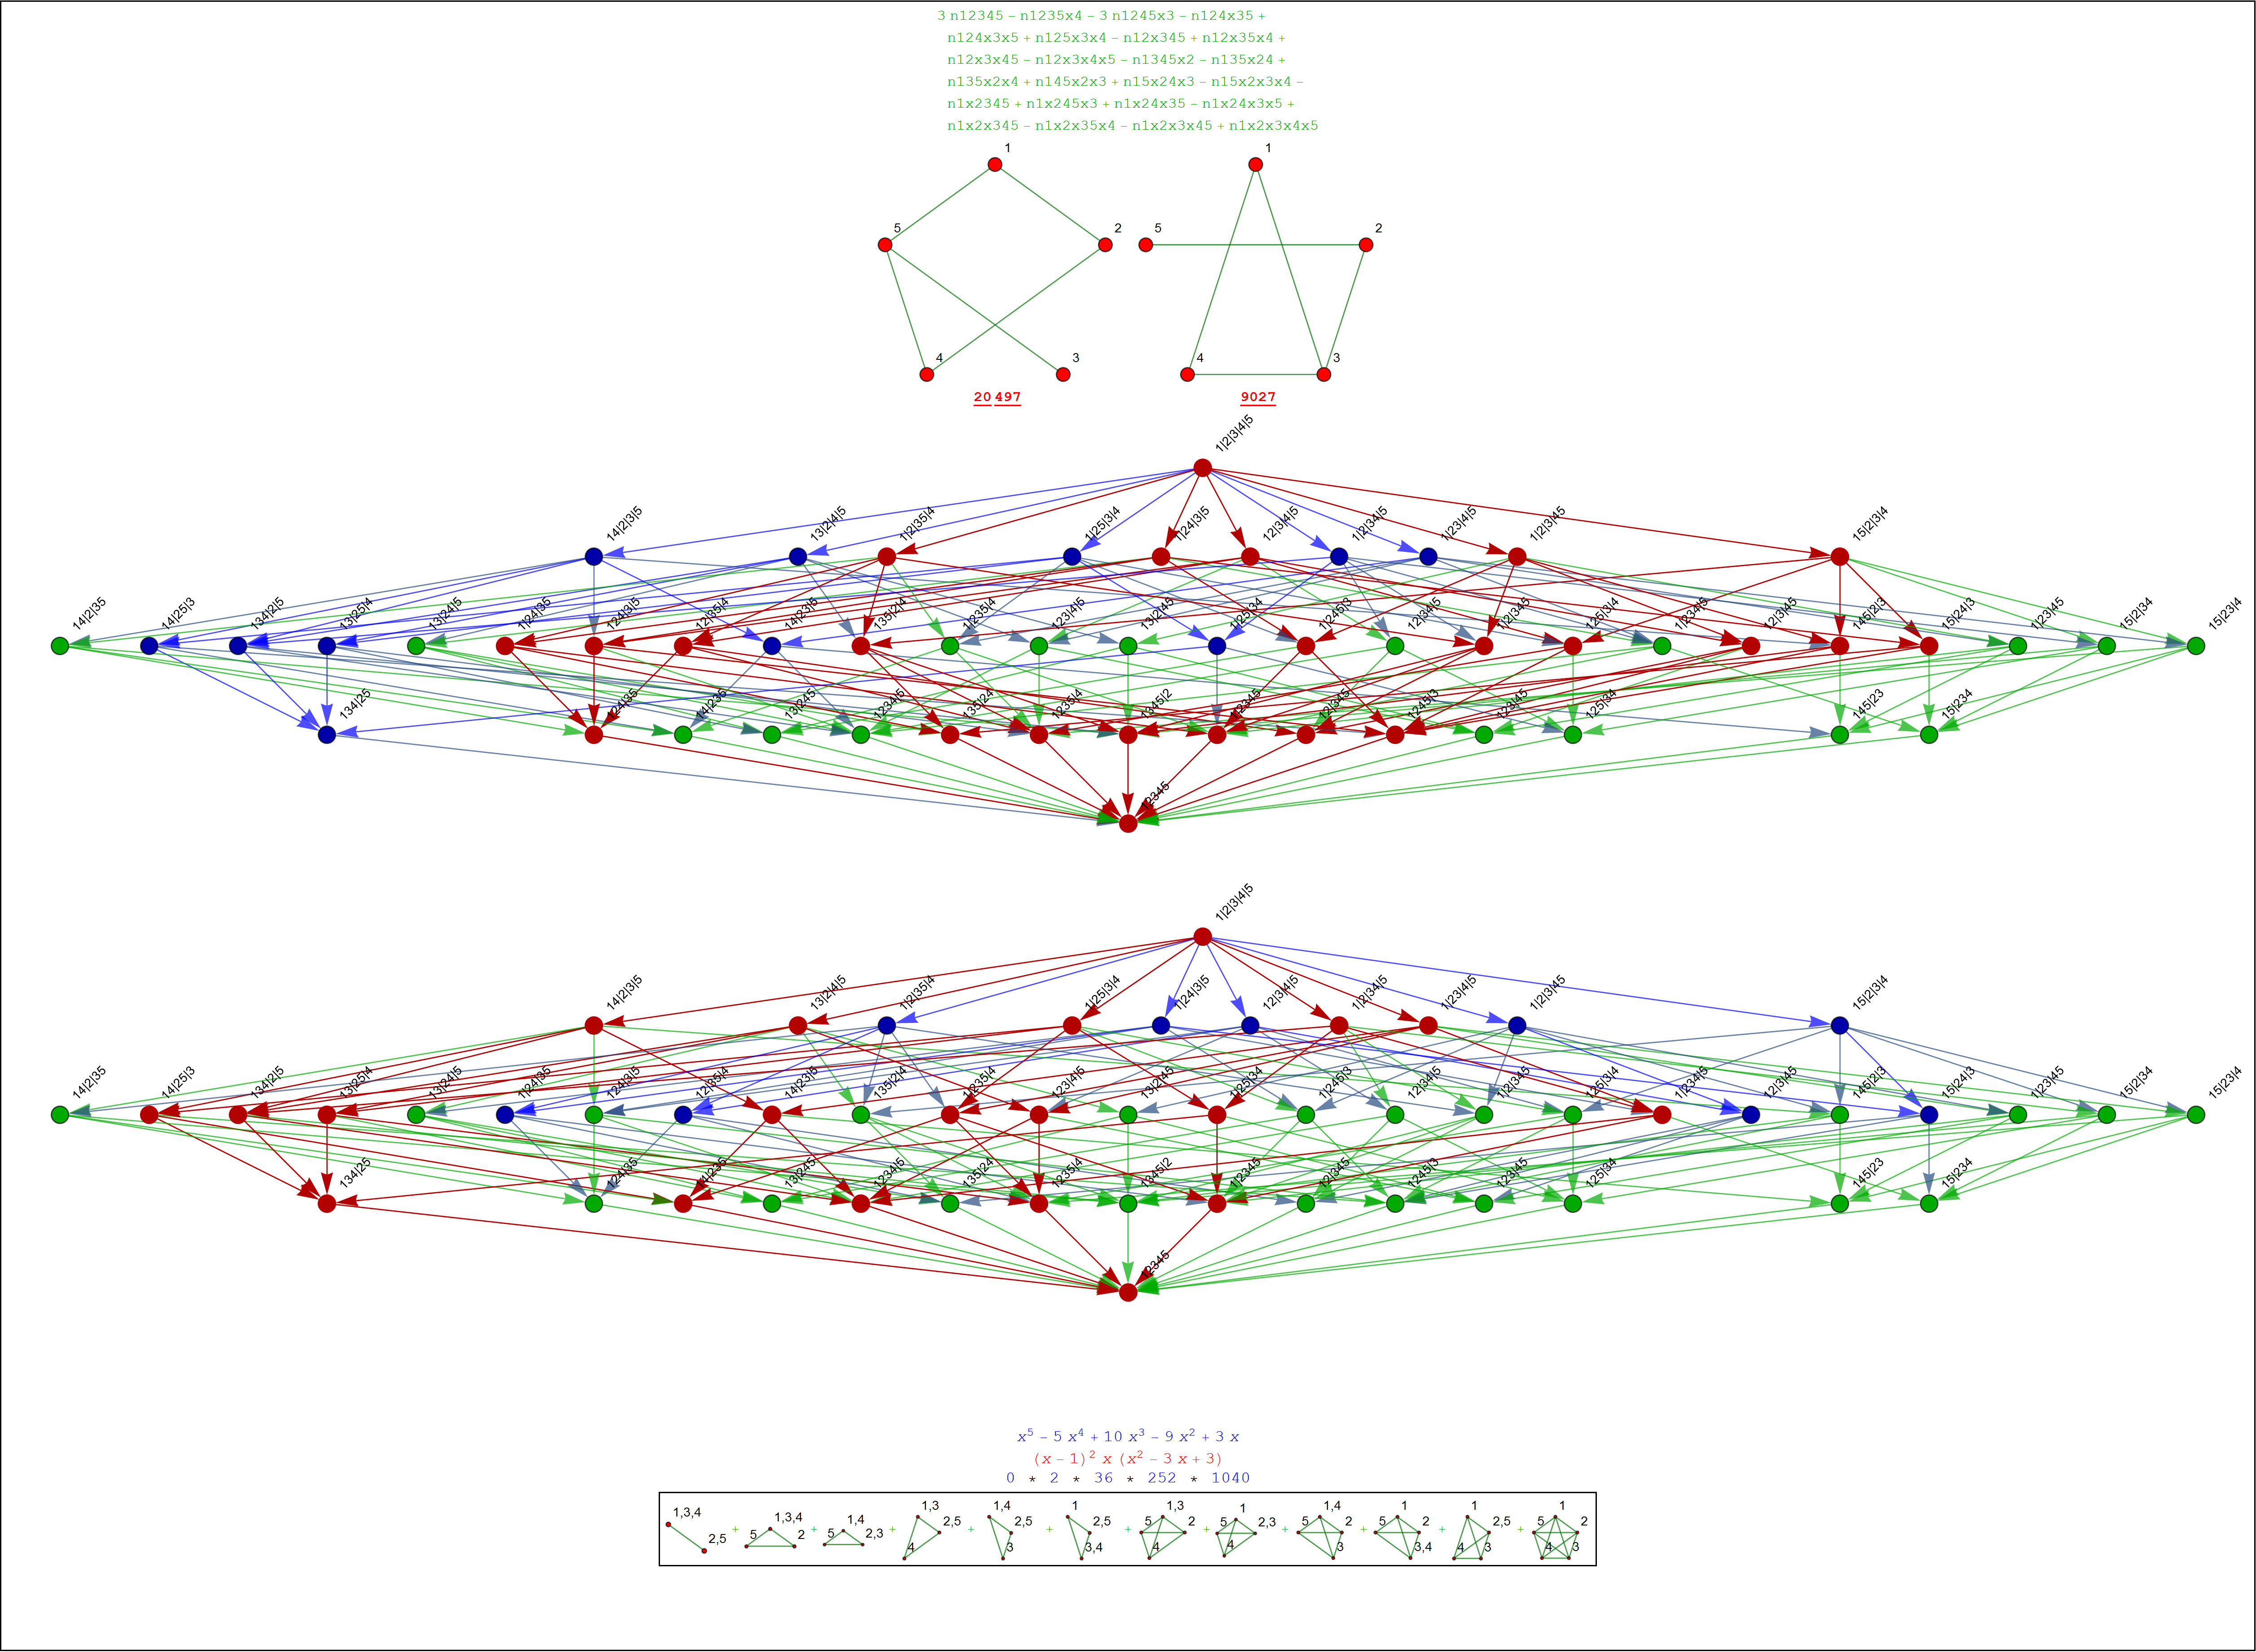 3 n12345 – n1235x4 – 3 n1245x3 – n124x35 +
n124x3x5 + n125x3x4 – n12x345 + n12x35x4 +
n12x3x45 – n12x3x4x5 – n1345x2 – n135x24 +
n135x2x4 + n145x2x3 + n15x24x3 – n15x2x3x4 –
n1x2345 + n1x245x3 + n1x24x35 – n1x24x3x5 +
n1x2x345 – n1x2x35x4 – n1x2x3x45 + n1x2x3x4x5
1 1
5 2 5 2
4 3 4 3
20 497 9027
1|2|3|4|5
14|2|3|5 13|2|4|5 1|2|35|4 1|25|3|4 1|24|3|5 12|3|4|5 1|2|34|5 1|23|4|5 1|2|3|45 15|2|3|4
14|2|35 14|25|3 134|2|5 13|25|4 13|24|5 1|24|35 124|3|5 12|35|4 14|23|5 135|2|4 1|235|4 123|4|5 13|2|45 1|25|34 1|245|3 12|34|5 1|2|345 125|3|4 1|234|5 12|3|45 145|2|3 15|24|3 1|23|45 15|2|34 15|23|4
134|25 124|35 14|235 13|245 1234|5 135|24 1235|4 1345|2 1|2345 12|345 1245|3 123|45 125|34 145|23 15|234
12345
1|2|3|4|5
14|2|3|5 13|2|4|5 1|2|35|4 1|25|3|4 1|24|3|5 12|3|4|5 1|2|34|5 1|23|4|5 1|2|3|45 15|2|3|4
14|2|35 14|25|3 134|2|5 13|25|4 13|24|5 1|24|35 124|3|5 12|35|4 14|23|5 135|2|4 1|235|4 123|4|5 13|2|45 1|25|34 1|245|3 12|34|5 1|2|345 125|3|4 1|234|5 12|3|45 145|2|3 15|24|3 1|23|45 15|2|34 15|23|4
134|25 124|35 14|235 13|245 1234|5 135|24 1235|4 1345|2 1|2345 12|345 1245|3 123|45 125|34 145|23 15|234
12345
x⁵ – 5 x⁴ + 10 x³ – 9 x² + 3 x
(x – 1)² x (x² – 3 x + 3)
0 * 2 * 36 * 252 * 1040
1,3,4 2,5 + 5 1,3,4 2 + 5 1,4 2,3 + 1,3 2,5 4 + 1,4 2,5 3 + 1 2,5 3,4 + 1,3 5 2 4 + 1 5 2,3 4 + 1,4 5 2 3 + 1 5 2 3,4 + 1 2,5 4 3 + 1 5 2 4 3